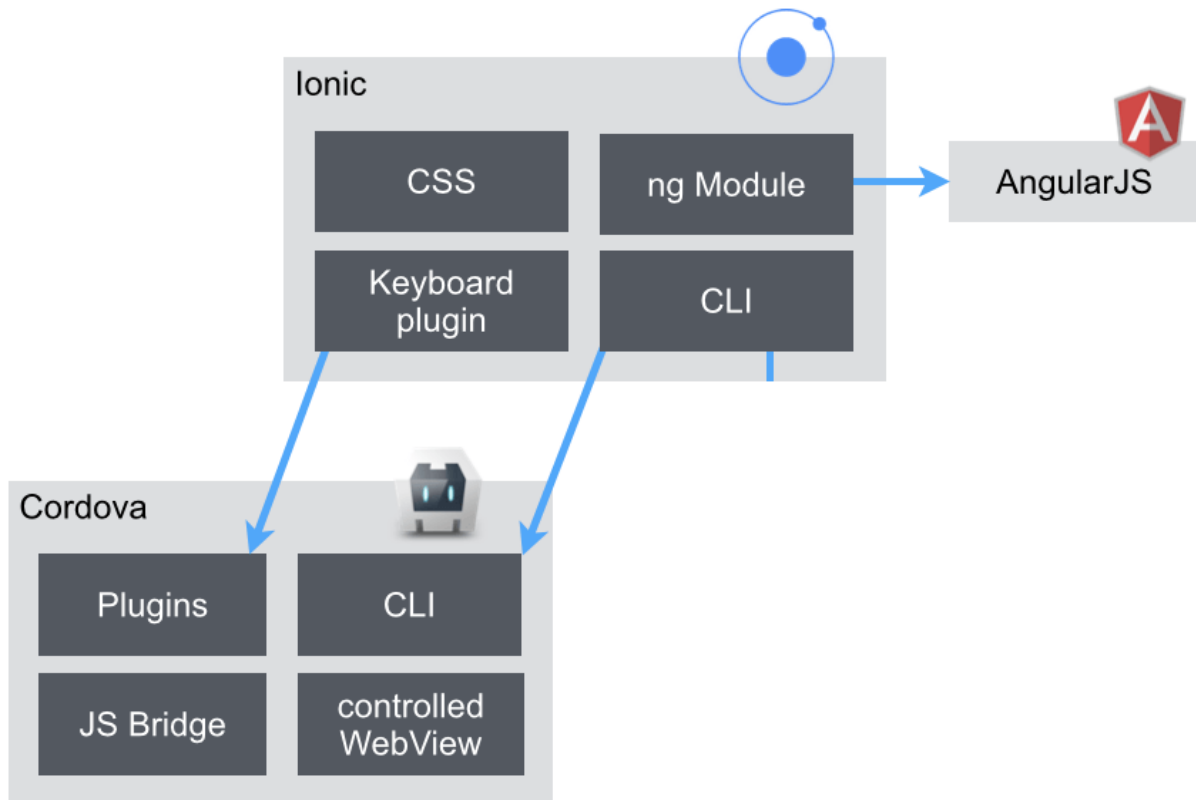 Ionic
CSS
ng Module
AngularJS
Keyboard
plugin
CLI
Cordova
Plugins
CLI
JS Bridge
controlled
WebView